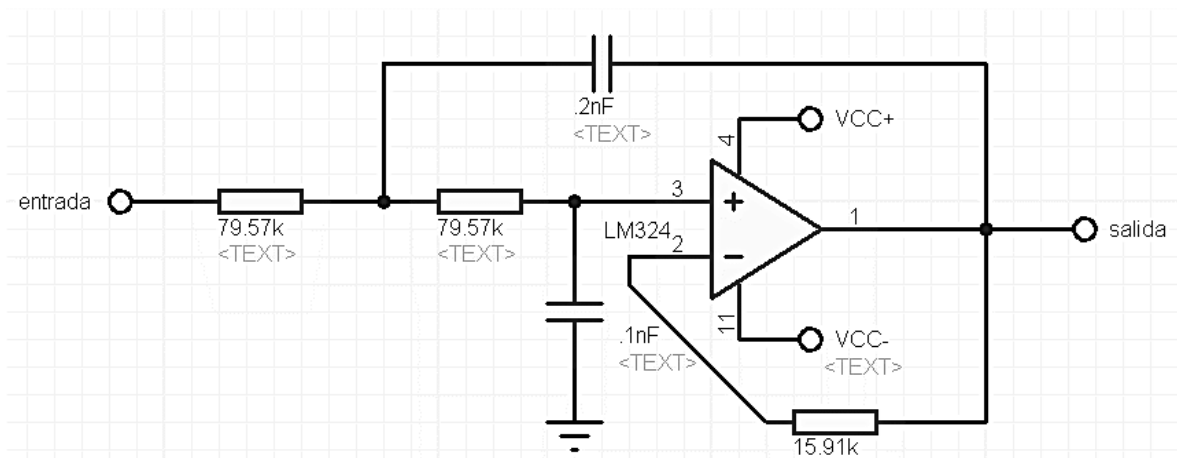 .2nF
<TEXT>
4
VCC+
entrada
79.57k
<TEXT>
79.57k
<TEXT>
3
LM324
2
1
salida
11
.1nF
<TEXT>
VCC-
<TEXT>
15.91k